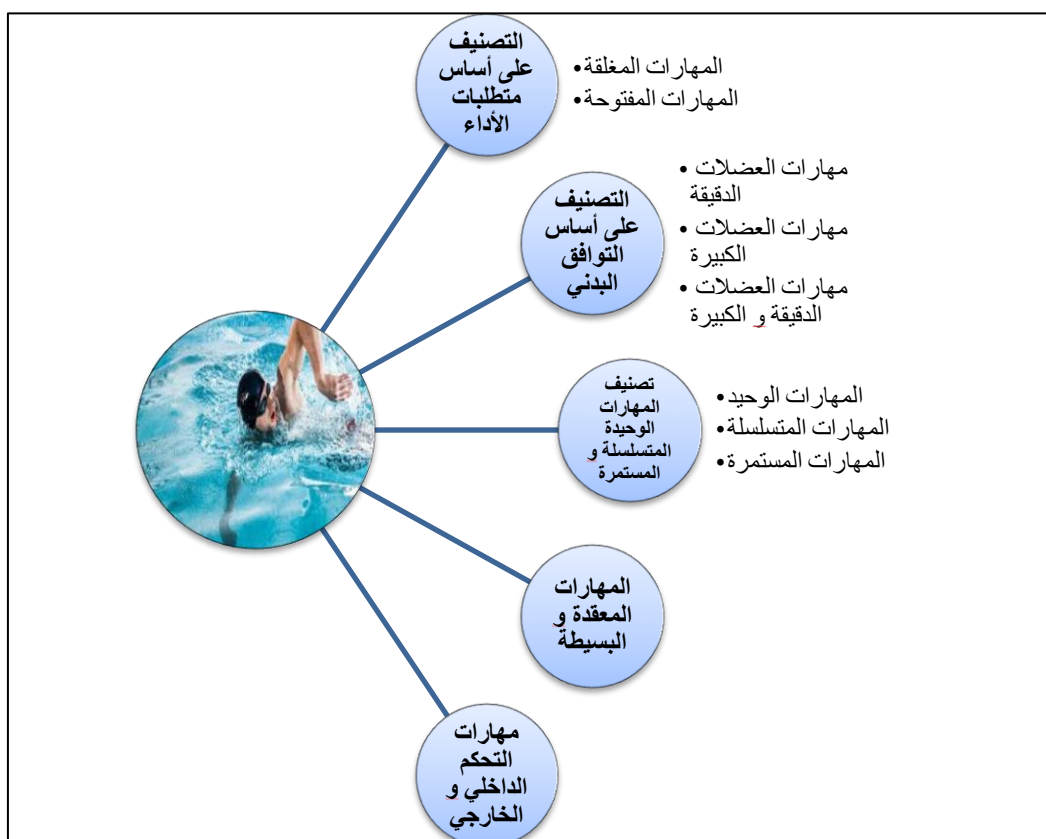 التصنيف
على أساس
متطلبات
الأداء
•المهارات المغلقة
•المهارات المفتوحة
التصنيف
على أساس
التوافق
البدني
• مهارات العضلات
الدقيقة
• مهارات العضلات
الكبيرة
• مهارات العضلات
الدقيقة و الكبيرة
تصنيف
المهارات
الوحيدة
المتسلسلة و
المستمرة
•المهارات الوحيد
•المهارات المتسلسلة
•المهارات المستمرة
المهارات
المعقدة و
البسيطة
مهارات
التحكم
الداخلي و
الخارجي